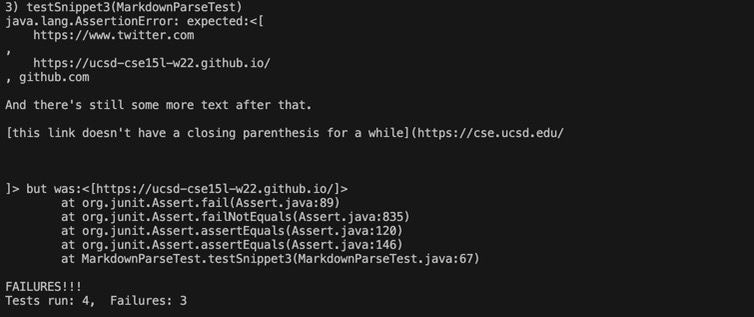 3) testSnippet3(MarkdownParseTest)
java.lang.AssertionError: expected:<[
    https://www.twitter.com
,
    https://ucsd-cse15l-w22.github.io/
, github.com

And there's still some more text after that.

[this link doesn't have a closing parenthesis for a while](https://cse.ucsd.edu/



]> but was:<[https://ucsd-cse15l-w22.github.io/]>
        at org.junit.Assert.fail(Assert.java:89)
        at org.junit.Assert.failNotEquals(Assert.java:835)
        at org.junit.Assert.assertEquals(Assert.java:120)
        at org.junit.Assert.assertEquals(Assert.java:146)
        at MarkdownParseTest.testSnippet3(MarkdownParseTest.java:67)

FAILURES!!!
Tests run: 4,  Failures: 3